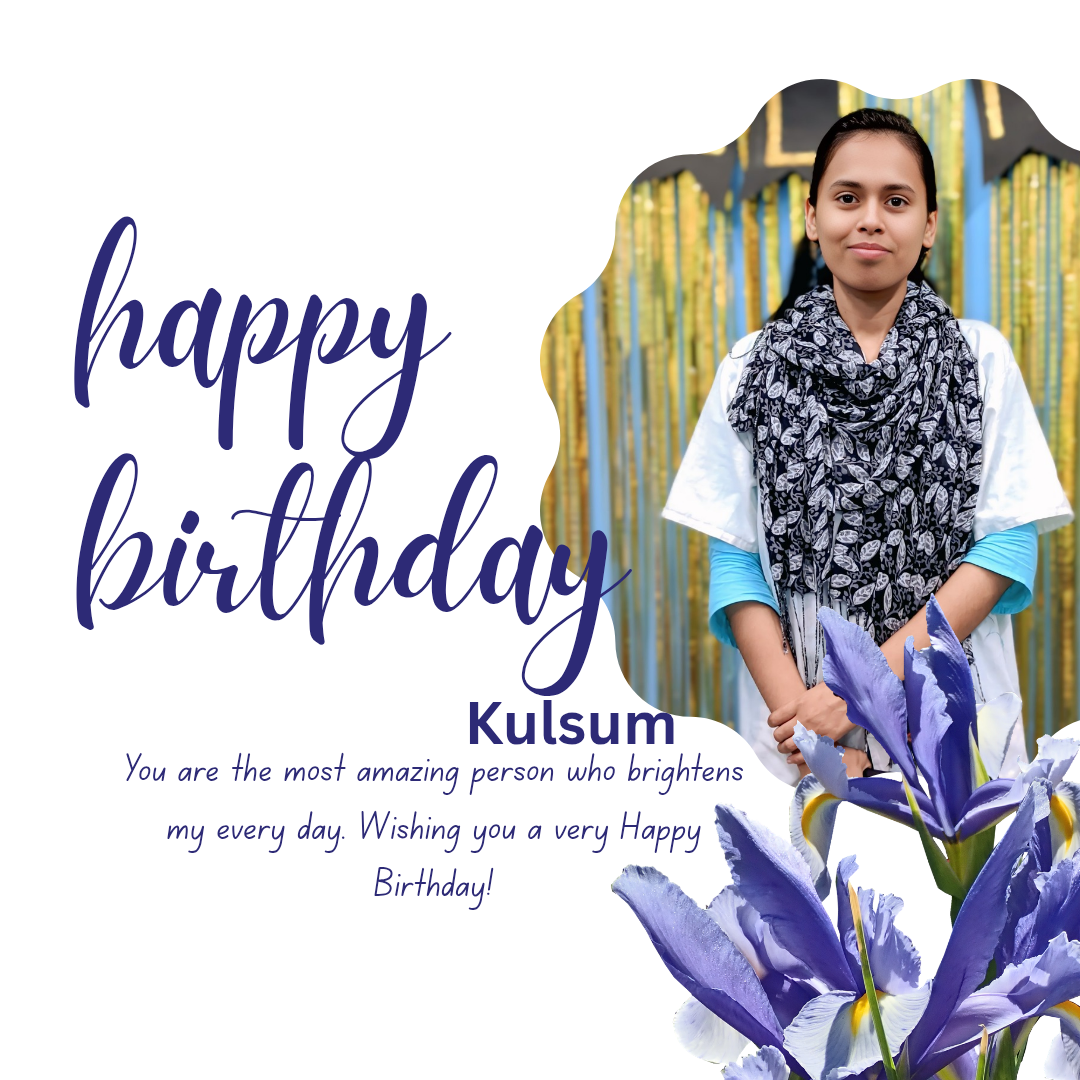 happy
birthday
Kulsum
You are the most amazing person who brightens
my every day. Wishing you a very Happy
Birthday!